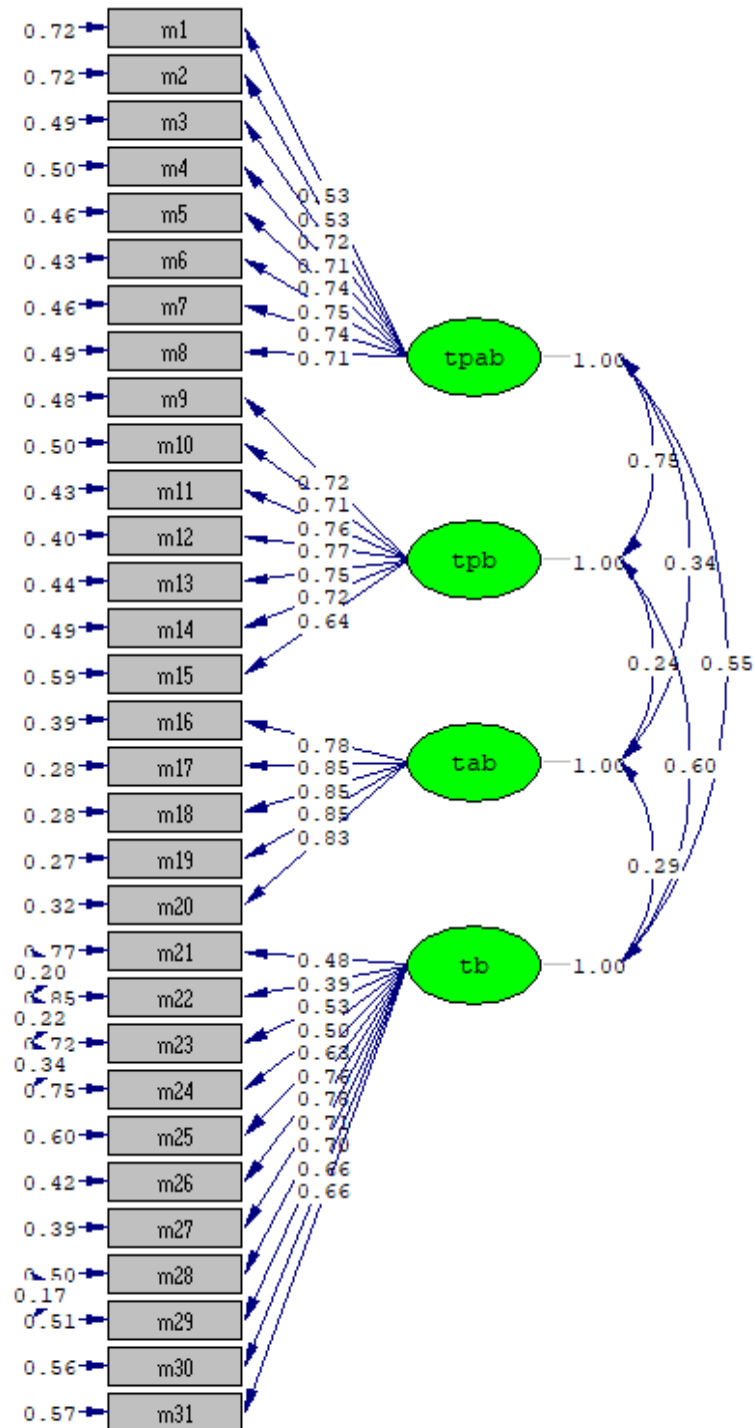 0.72 m1
0.72 m2
0.49 m3
0.50 m4
0.46 m5
0.43 m6
0.46 m7
0.49 m8
0.48 m9
0.50 m10
0.43 m11
0.40 m12
0.44 m13
0.49 m14
0.59 m15
0.39 m16
0.28 m17
0.28 m18
0.27 m19
0.32 m20
0.77 m21
0.20
0.85 m22
0.22
0.72 m23
0.34
0.75 m24
0.60 m25
0.42 m26
0.39 m27
0.50 m28
0.17
0.51 m29
0.56 m30
0.57 m31
0.53
0.53
0.72
0.71
0.74
0.75
0.74
0.71
0.72
0.71
0.76
0.77
0.75
0.72
0.64
0.78
0.85
0.85
0.85
0.83
0.48
0.39
0.53
0.50
0.63
0.76
0.78
0.71
0.70
0.66
0.66
tpab 1.00
tpb 1.00
tab 1.00
tb 1.00
0.75
0.34
0.24
0.55
0.60
0.29